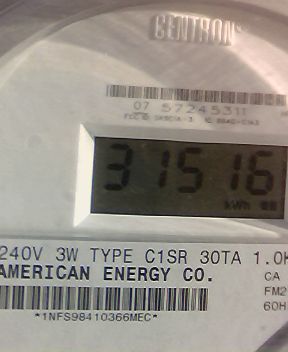 CENTRON
07 57245311
31516
kWh
240V 3W TYPE C1SR 30TA 1.0K
AMERICAN ENERGY CO.
CA
FM2
60H
*1NFS98410366MEC*